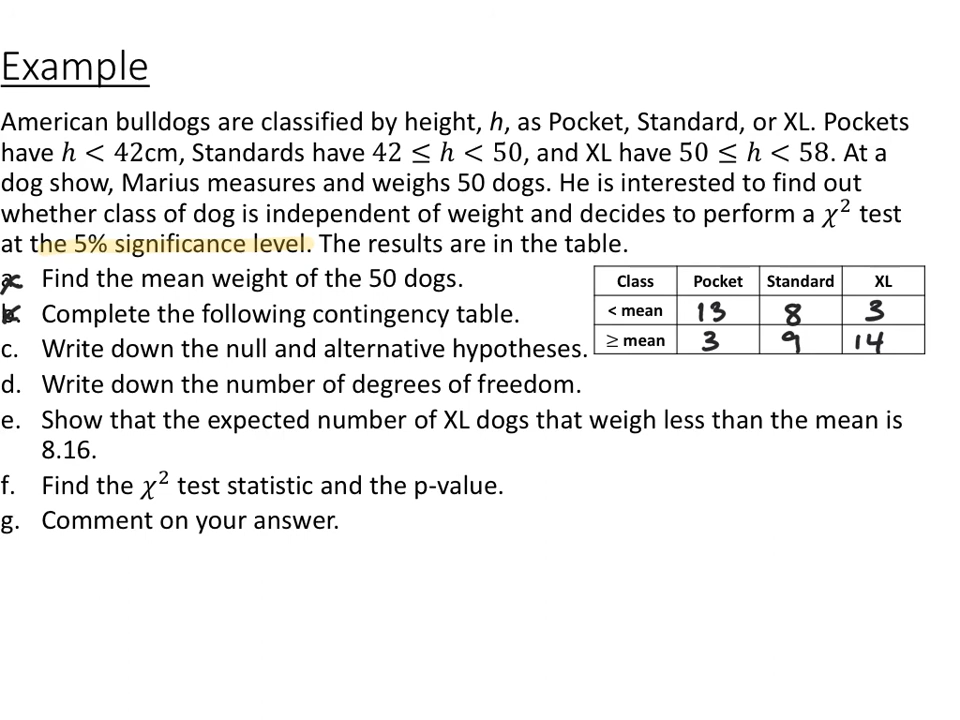 Example
American bulldogs are classified by height, h, as Pocket, Standard, or XL. Pockets
have h < 42cm, Standards have 42 ≤ h < 50, and XL have 50 ≤ h < 58. At a
dog show, Marius measures and weighs 50 dogs. He is interested to find out
whether class of dog is independent of weight and decides to perform a χ² test
at the 5% significance level. The results are in the table.
a. Find the mean weight of the 50 dogs.
b. Complete the following contingency table.
c. Write down the null and alternative hypotheses.
d. Write down the number of degrees of freedom.
e. Show that the expected number of XL dogs that weigh less than the mean is
8.16.
f. Find the χ² test statistic and the p-value.
g. Comment on your answer.
Class Pocket Standard XL
< mean 13 8 3
≥ mean 3 9 14